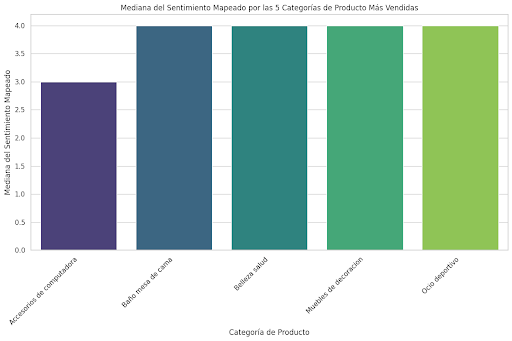 Mediana del Sentimiento Mapeado por las 5 Categorías de Producto Más Vendidas
Mediana del Sentimiento Mapeado
4.0
3.5
3.0
2.5
2.0
1.5
1.0
0.5
0.0
Accesorios de computadora
Baño mesa de cama
Belleza salud
Muebles de decoracion
Ocio deportivo
Categoría de Producto